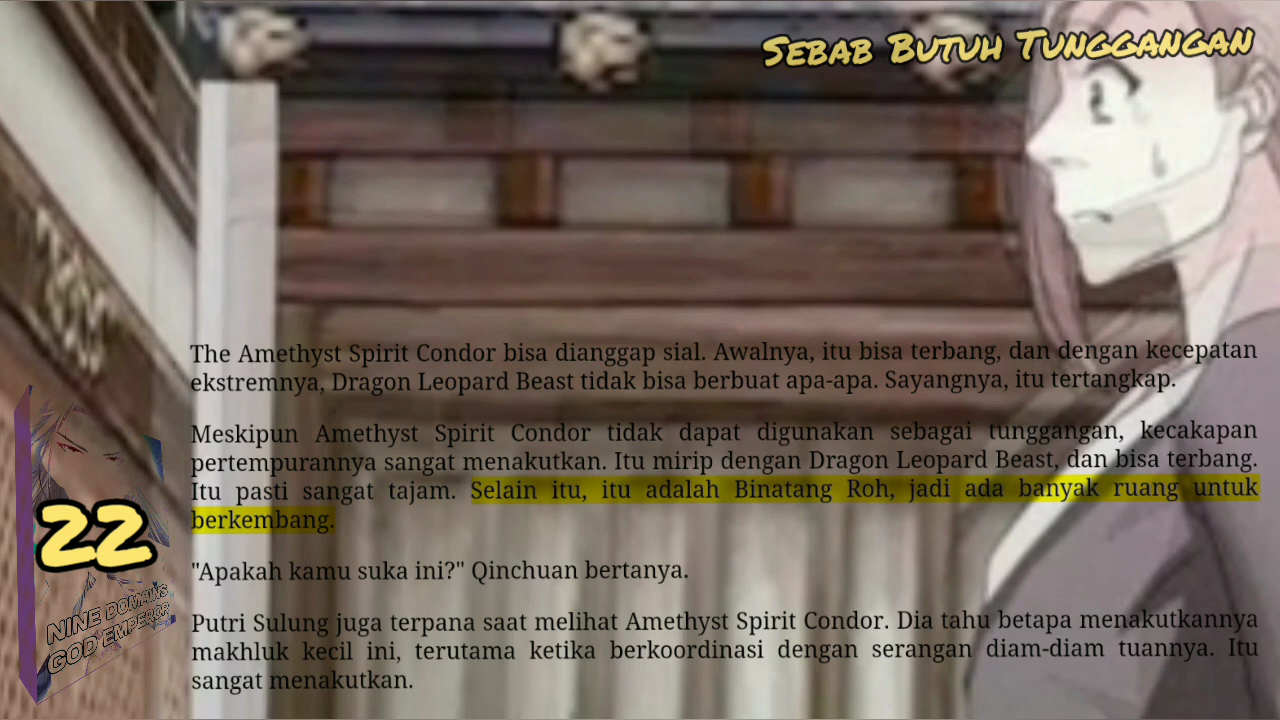 Sebab Butuh Tunggangan
The Amethyst Spirit Condor bisa dianggap sial. Awalnya, itu bisa terbang, dan dengan kecepatan
ekstremnya, Dragon Leopard Beast tidak bisa berbuat apa-apa. Sayangnya, itu tertangkap.
Meskipun Amethyst Spirit Condor tidak dapat digunakan sebagai tunggangan, kecakapan
pertempurannya sangat menakutkan. Itu mirip dengan Dragon Leopard Beast, dan bisa terbang.
Itu pasti sangat tajam. Selain itu, itu adalah Binatang Roh, jadi ada banyak ruang untuk
berkembang.
"Apakah kamu suka ini?" Qinchuan bertanya.
Putri Sulung juga terpana saat melihat Amethyst Spirit Condor. Dia tahu betapa menakutkannya
makhluk kecil ini, terutama ketika berkoordinasi dengan serangan diam-diam tuannya. Itu
sangat menakutkan.
22
NINE DOMAINS
GOD EMPEROR